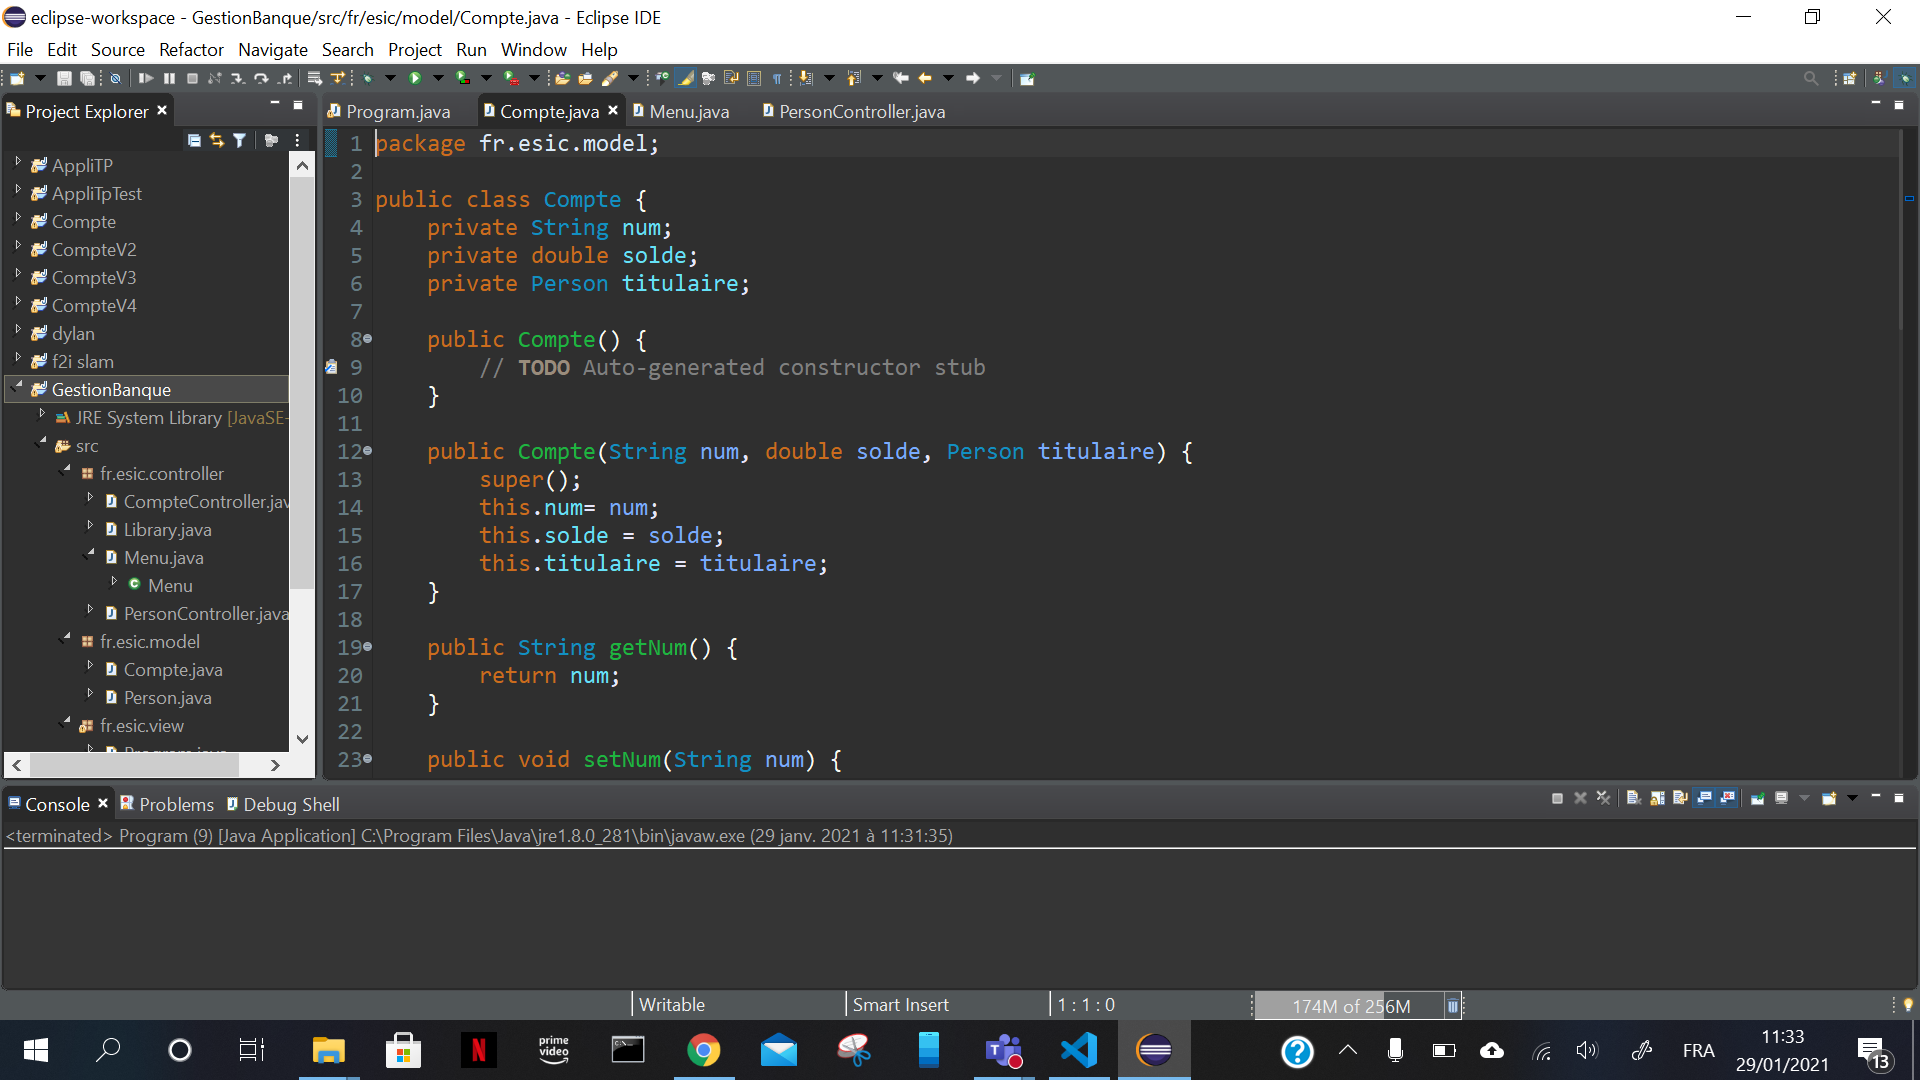 eclipse-workspace - GestionBanque/src/fr/esic/model/Compte.java - Eclipse IDE
File Edit Source Refactor Navigate Search Project Run Window Help
Project Explorer
Program.java Compte.java Menu.java PersonController.java
AppliTP
AppliTpTest
Compte
CompteV2
CompteV3
CompteV4
dylan
f2i slam
GestionBanque
JRE System Library [JavaSE-
src
fr.esic.controller
CompteController.jav
Library.java
Menu.java
Menu
PersonController.java
fr.esic.model
Compte.java
Person.java
fr.esic.view
Program.java
1 package fr.esic.model;
2
3 public class Compte {
4 private String num;
5 private double solde;
6 private Person titulaire;
7
8 public Compte() {
9 // TODO Auto-generated constructor stub
10 }
11
12 public Compte(String num, double solde, Person titulaire) {
13 super();
14 this.num= num;
15 this.solde = solde;
16 this.titulaire = titulaire;
17 }
18
19 public String getNum() {
20 return num;
21 }
22
23 public void setNum(String num) {
Console Problems Debug Shell
<terminated> Program (9) [Java Application] C:\Program Files\Java\jre1.8.0_281\bin\javaw.exe (29 janv. 2021 à 11:31:35)
Writable Smart Insert 1 : 1 : 0 174M of 256M
N prime video FRA 11:33
29/01/2021 13